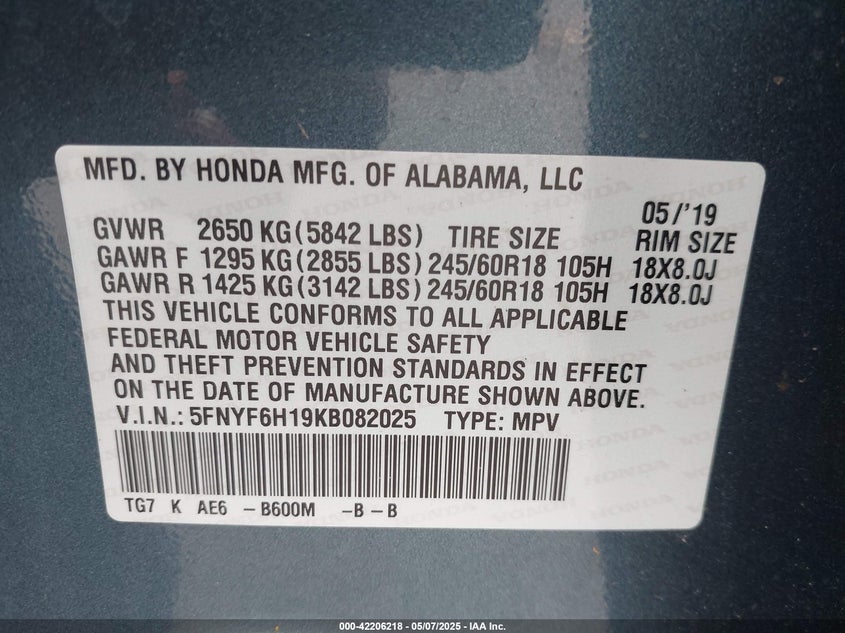 MFD. BY HONDA MFG. OF ALABAMA, LLC
05/'19
GVWR 2650 KG(5842 LBS) TIRE SIZE RIM SIZE
GAWR F 1295 KG(2855 LBS)245/60R18 105H 18X8.0J
GAWR R 1425 KG(3142 LBS)245/60R18 105H 18X8.0J
THIS VEHICLE CONFORMS TO ALL APPLICABLE
FEDERAL MOTOR VEHICLE SAFETY
AND THEFT PREVENTION STANDARDS IN EFFECT
ON THE DATE OF MANUFACTURE SHOWN ABOVE.
V.I.N.: 5FNYF6H19KB082025 TYPE: MPV
TG7 K AE6 - B600M - B - B
000-42206218 - 05/07/2025 - IAA Inc.